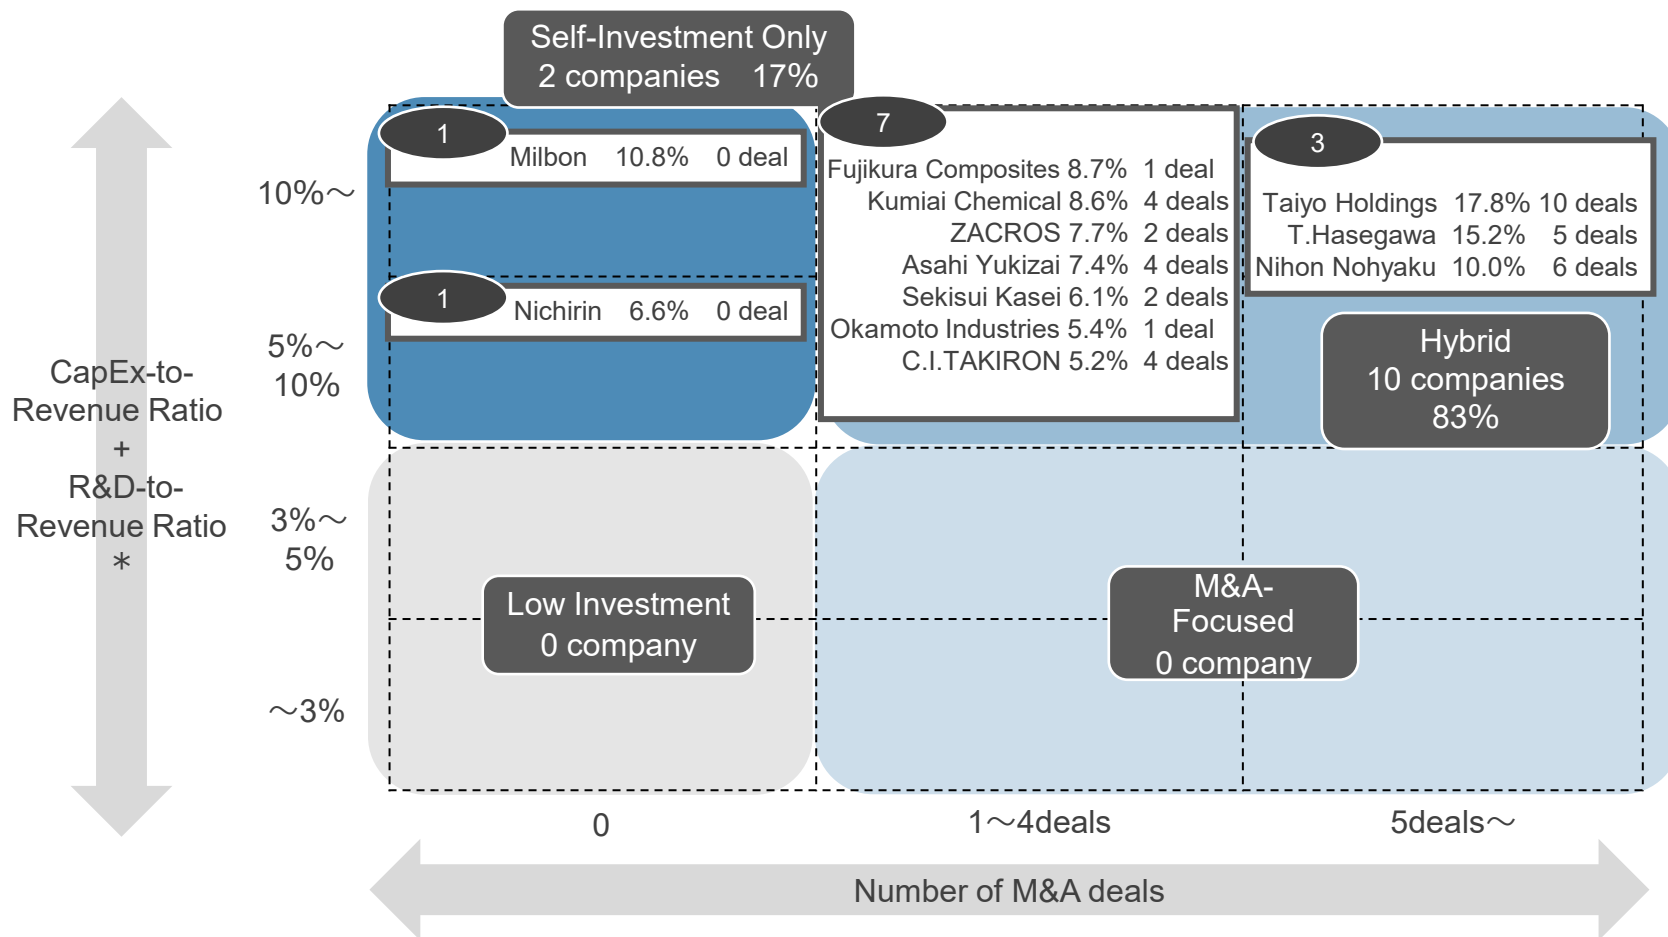 Self-Investment Only
2 companies 17%
1
Milbon 10.8% 0 deal
1
Nichirin 6.6% 0 deal
7
Fujikura Composites 8.7% 1 deal
Kumiai Chemical 8.6% 4 deals
ZACROS 7.7% 2 deals
Asahi Yukizai 7.4% 4 deals
Sekisui Kasei 6.1% 2 deals
Okamoto Industries 5.4% 1 deal
C.I.TAKIRON 5.2% 4 deals
3
Taiyo Holdings 17.8% 10 deals
T.Hasegawa 15.2% 5 deals
Nihon Nohyaku 10.0% 6 deals
Hybrid
10 companies
83%
10%～
5%～
10%
3%～
5%
～3%
CapEx-to-
Revenue Ratio
+
R&D-to-
Revenue Ratio
＊
Low Investment
0 company
M&A-
Focused
0 company
0
1～4deals
5deals～
Number of M&A deals